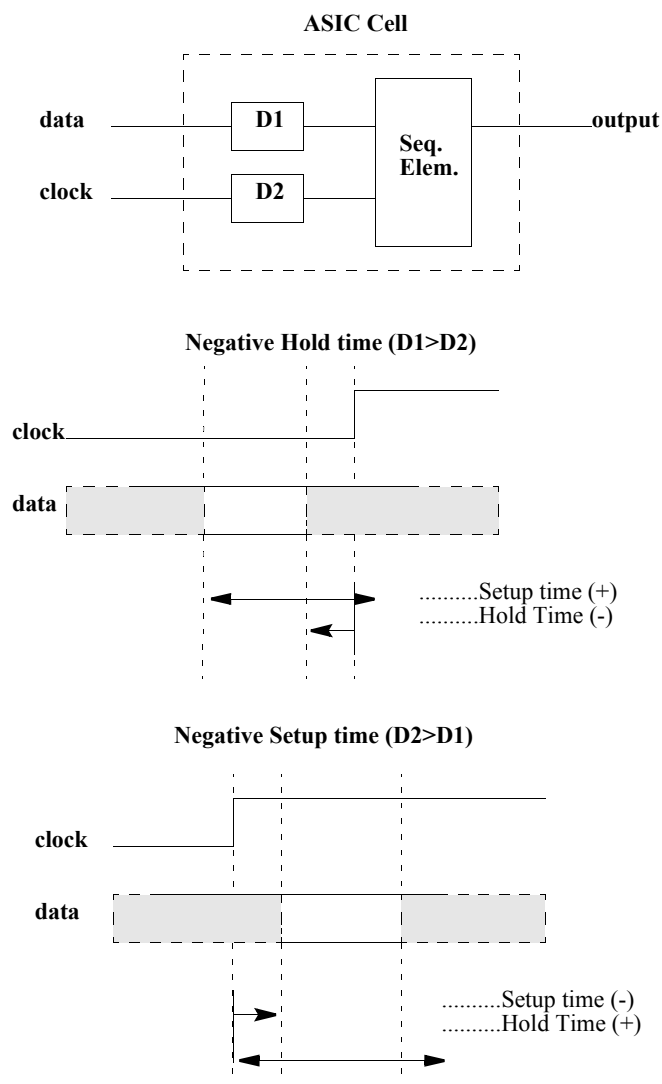 ASIC Cell
data
D1
Seq.
Elem.
output
clock
D2
Negative Hold time (D1>D2)
clock
data
..........Setup time (+)
..........Hold Time (-)
Negative Setup time (D2>D1)
clock
data
..........Setup time (-)
..........Hold Time (+)